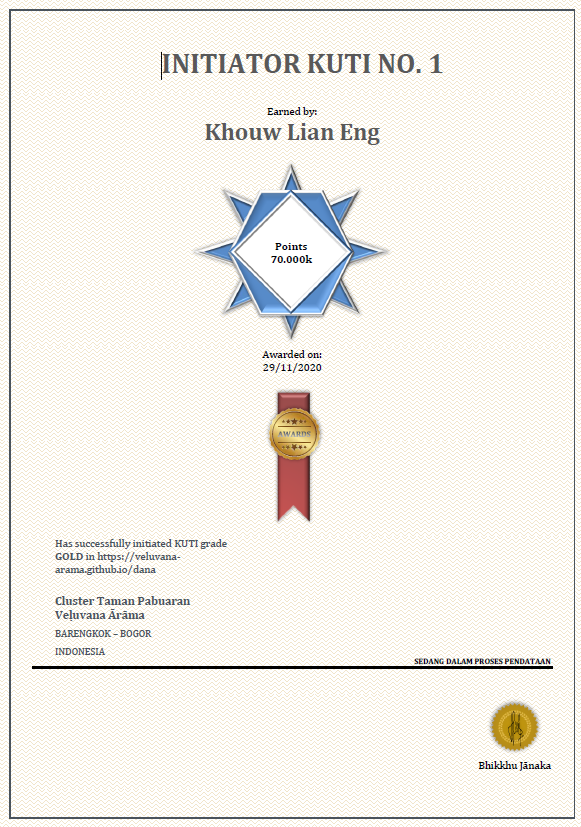 INITIATOR KUTI NO. 1
Earned by:
Khouw Lian Eng
Points
70.000k
Awarded on:
29/11/2020
AWARDS
Has successfully initiated KUTI grade
GOLD in https://veluvana-
arama.github.io/dana
Cluster Taman Pabuaran
Veḷuvana Ārāma
BARENGKOK – BOGOR
INDONESIA
SEDANG DALAM PROSES PENDATAAN
Bhikkhu Jānaka